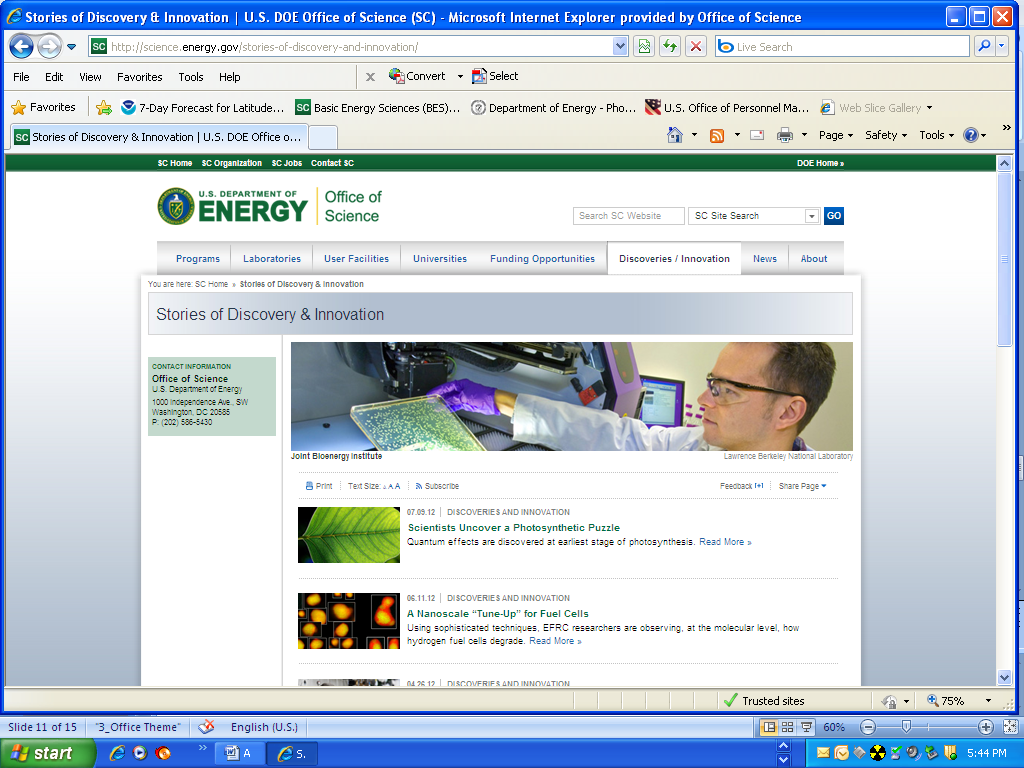 Stories of Discovery & Innovation | U.S. DOE Office of Science (SC) - Microsoft Internet Explorer provided by Office of Science
SC http://science.energy.gov/stories-of-discovery-and-innovation/
Live Search
File Edit View Favorites Tools Help
x Convert Select
Favorites
7-Day Forecast for Latitude...
SC Basic Energy Sciences (BES)...
Department of Energy - Pho...
U.S. Office of Personnel Ma...
Web Slice Gallery
SC Stories of Discovery & Innovation | U.S. DOE Office o...
Page Safety Tools »
SC Home SC Organization SC Jobs Contact SC
DOE Home »
U.S. DEPARTMENT OF
ENERGY
Office of
Science
Search SC Website
SC Site Search
GO
Programs Laboratories User Facilities Universities Funding Opportunities Discoveries / Innovation News About
You are here: SC Home » Stories of Discovery & Innovation
Stories of Discovery & Innovation
CONTACT INFORMATION
Office of Science
U.S. Department of Energy
1000 Independence Ave., SW
Washington, DC 20585
P: (202) 586-5430
Joint Bioenergy Institute
Lawrence Berkeley National Laboratory
Print Text Size: A A A Subscribe
Feedback [+] Share Page
07.09.12 | DISCOVERIES AND INNOVATION
Scientists Uncover a Photosynthetic Puzzle
Quantum effects are discovered at earliest stage of photosynthesis. Read More »
06.11.12 | DISCOVERIES AND INNOVATION
A Nanoscale “Tune-Up” for Fuel Cells
Using sophisticated techniques, EFRC researchers are observing, at the molecular level, how
hydrogen fuel cells degrade. Read More »
04.26.12 | DISCOVERIES AND INNOVATION
Trusted sites
75%
Slide 11 of 15
"3_Office Theme"
English (U.S.)
60%
start
» A
S.
5:44 PM